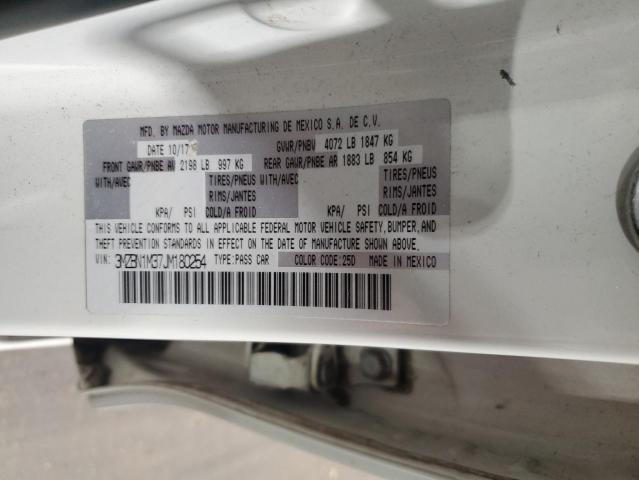 MFD. BY MAZDA MOTOR MANUFACTURING DE MEXICO S.A. DE C.V.
DATE 10/17 GVWR/PNBV 4072 LB 1847 KG
FRONT GAWR/PNBE AV 2198 LB 997 KG REAR GAWR/PNBE AR 1883 LB 854 KG
WITH/AVEC TIRES/PNEUS WITH/AVEC TIRES/PNEUS
RIMS/JANTES RIMS/JANTES
KPA/ PSI COLD/A FROID KPA/ PSI COLD/A FROID
THIS VEHICLE CONFORMS TO ALL APPLICABLE FEDERAL MOTOR VEHICLE SAFETY, BUMPER, AND
THEFT PREVENTION STANDARDS IN EFFECT ON THE DATE OF MANUFACTURE SHOWN ABOVE.
VIN: 3MZBN1M37JM180254 TYPE:PASS CAR COLOR CODE:25D MADE IN MEXICO